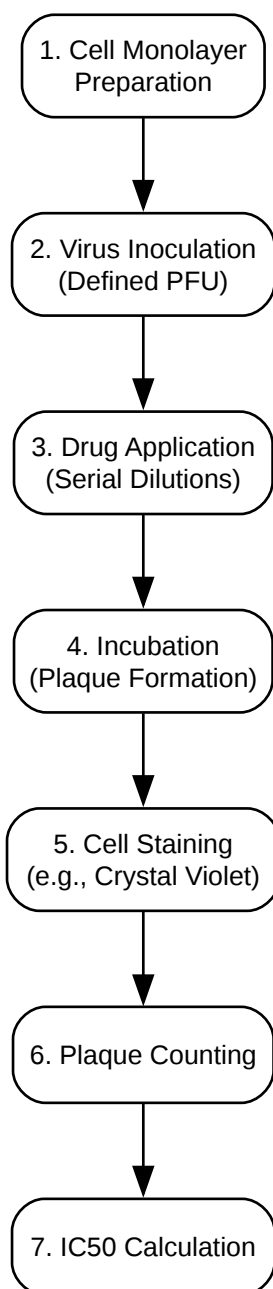 1. Cell Monolayer
Preparation
2. Virus Inoculation
(Defined PFU)
3. Drug Application
(Serial Dilutions)
4. Incubation
(Plaque Formation)
5. Cell Staining
(e.g., Crystal Violet)
6. Plaque Counting
7. IC50 Calculation